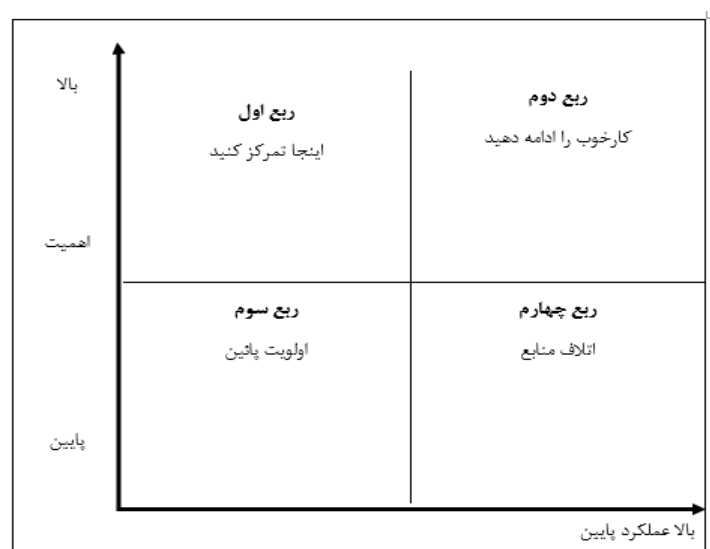 بالا
ربع اول
اینجا تمرکز کنید
ربع دوم
کارخوب را ادامه دهید
اهمیت
ربع سوم
اولویت پائین
ربع چهارم
اتلاف منابع
پایین
بالا عملکرد پایین